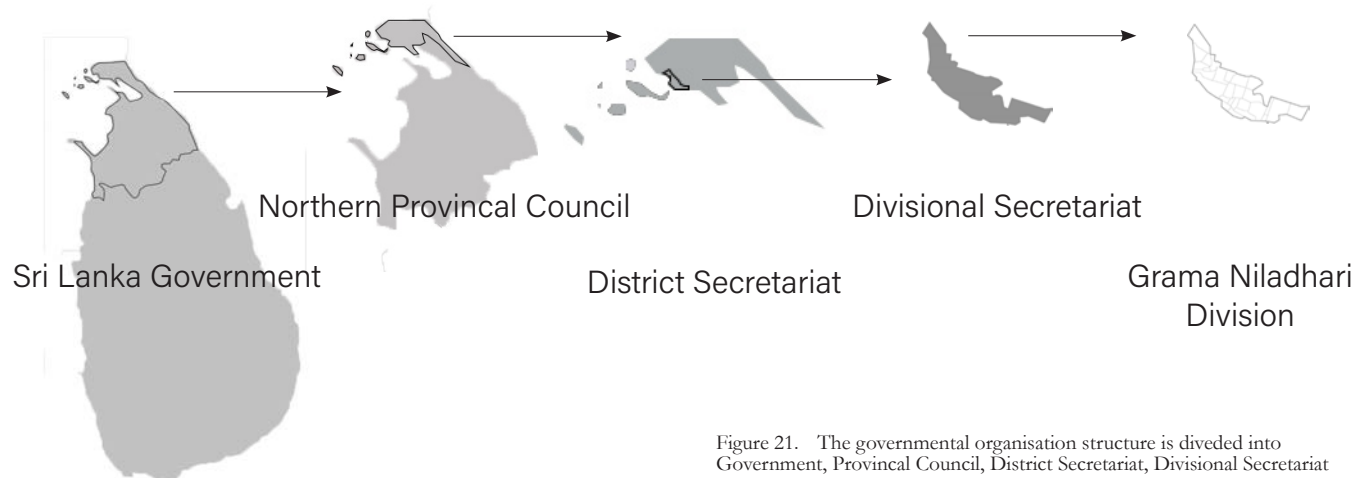 Sri Lanka Government
Northern Provincal Council
District Secretariat
Divisional Secretariat
Grama Niladhari
Division
Figure 21. The governmental organisation structure is diveded into
Government, Provincal Council, District Secretariat, Divisional Secretariat